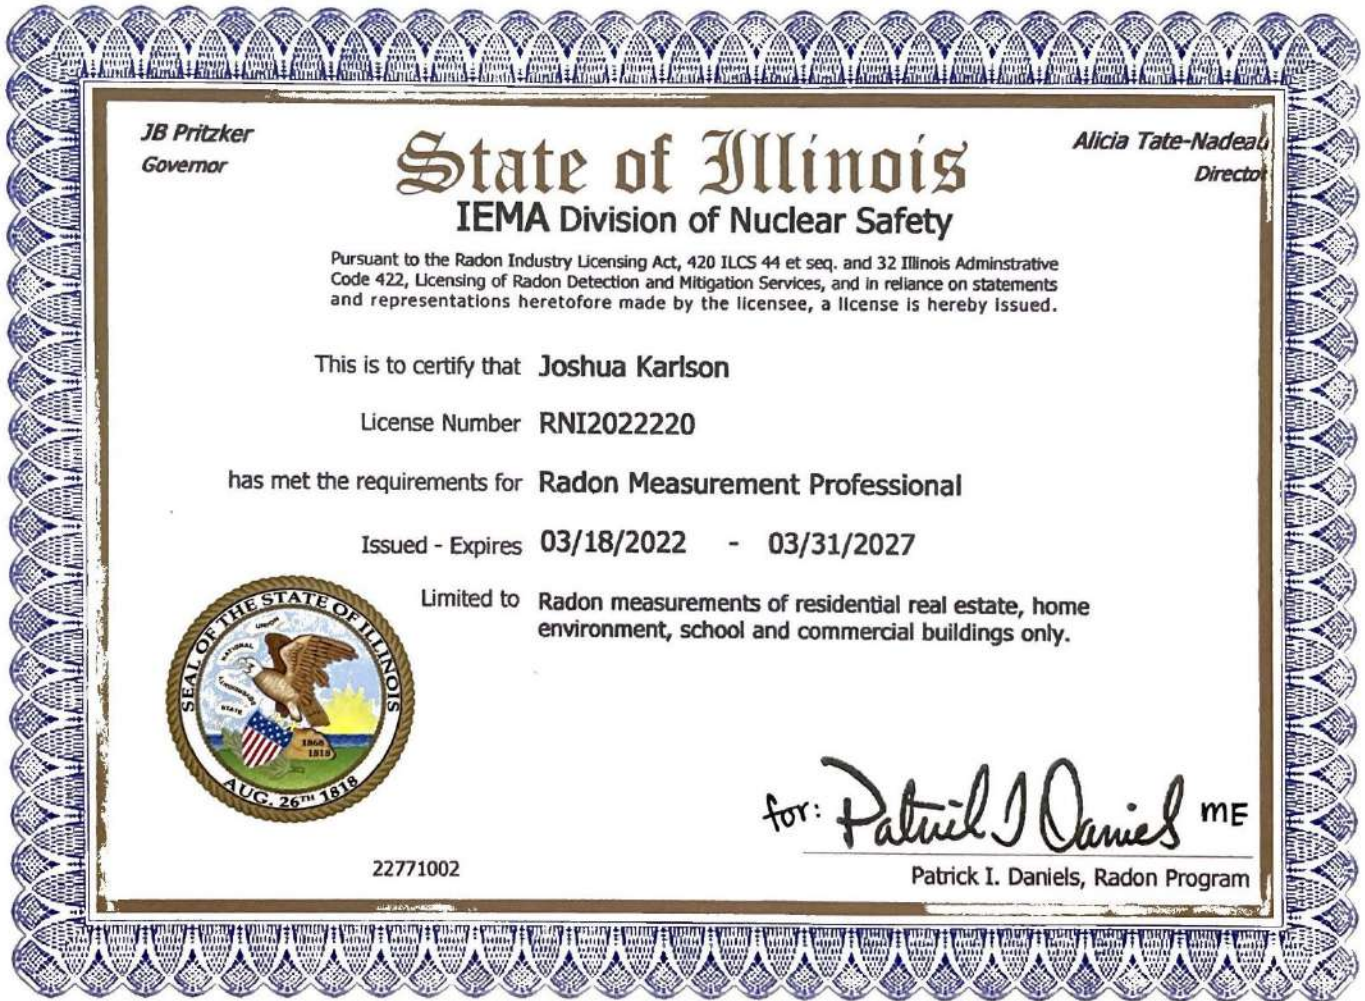 JB Pritzker
Governor
State of Illinois
Alicia Tate-Nadeau
Director
IEMA Division of Nuclear Safety
Pursuant to the Radon Industry Licensing Act, 420 ILCS 44 et seq. and 32 Illinois Adminstrative
Code 422, Licensing of Radon Detection and Mitigation Services, and in reliance on statements
and representations heretofore made by the licensee, a license is hereby issued.
This is to certify that Joshua Karlson
License Number RNI2022220
has met the requirements for Radon Measurement Professional
Issued - Expires 03/18/2022 - 03/31/2027
Limited to Radon measurements of residential real estate, home
environment, school and commercial buildings only.
SEAL OF THE STATE OF ILLINOIS
AUG. 26TH 1818
NATIONAL
UNION
STATE
1868
1818
for: Patrick I Daniels ME
22771002
Patrick I. Daniels, Radon Program